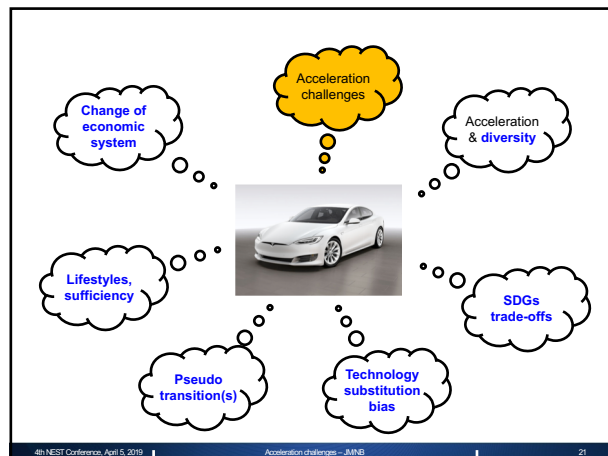 Acceleration
challenges
Change of
economic
system
Acceleration
& diversity
Lifestyles,
sufficiency
SDGs
trade-offs
Pseudo
transition(s)
Technology
substitution
bias
4th NEST Conference, April 5, 2019
Acceleration challenges – JM/NB
21